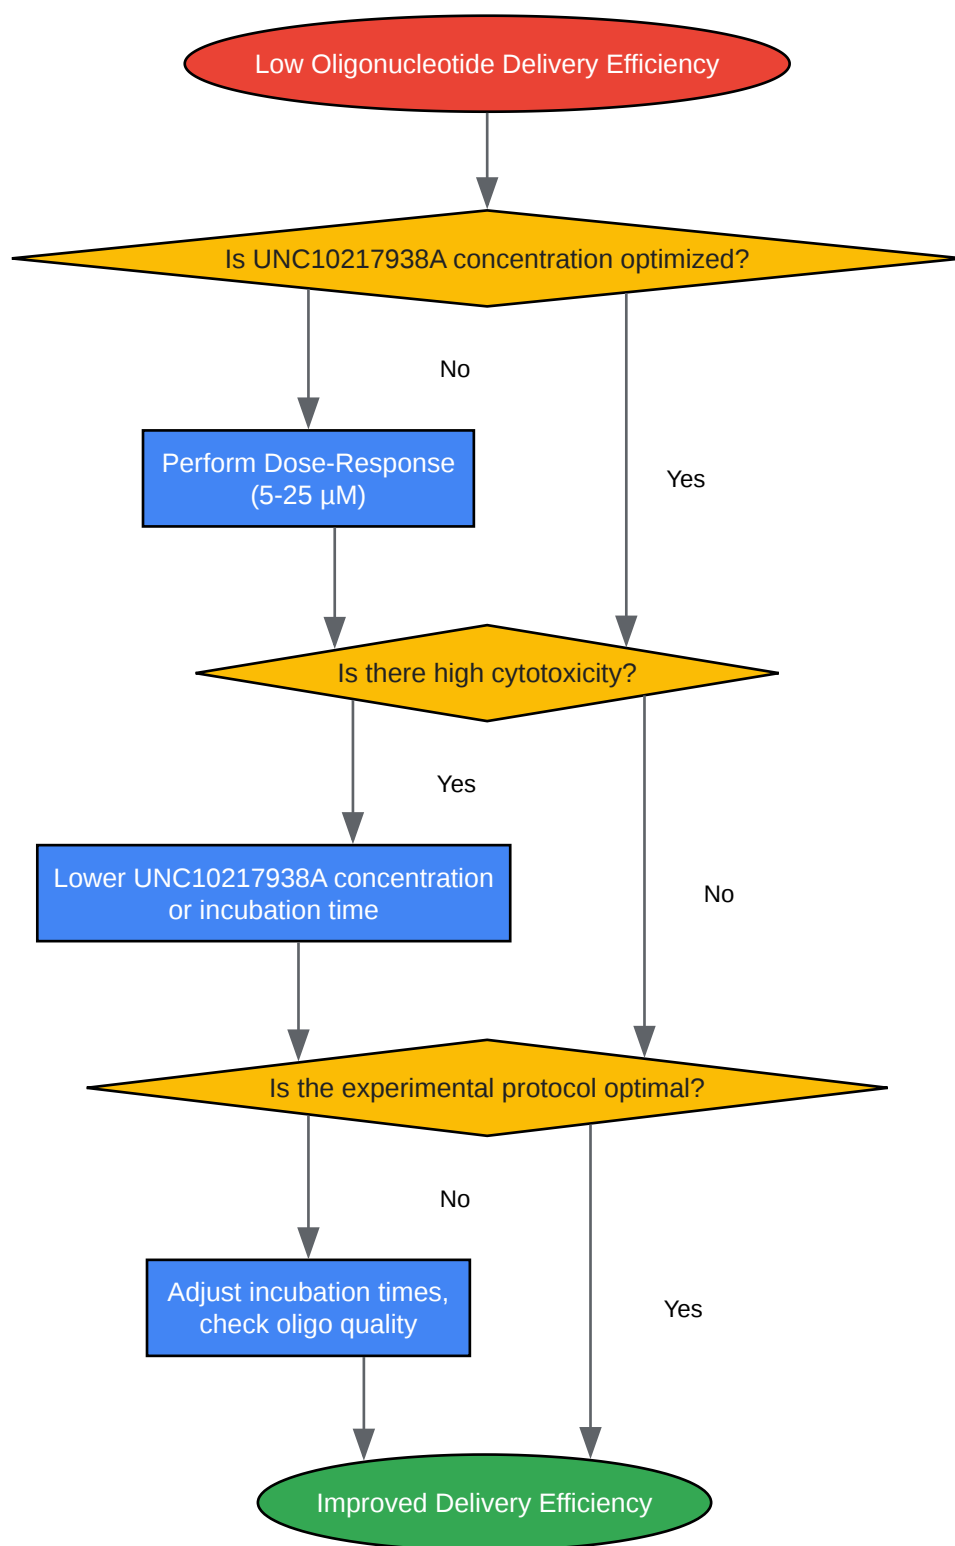 Low Oligonucleotide Delivery Efficiency
Is UNC10217938A concentration optimized?
No
Perform Dose-Response
(5-25 µM)
Yes
Is there high cytotoxicity?
Yes
Lower UNC10217938A concentration
or incubation time
No
Is the experimental protocol optimal?
No
Adjust incubation times,
check oligo quality
Yes
Improved Delivery Efficiency